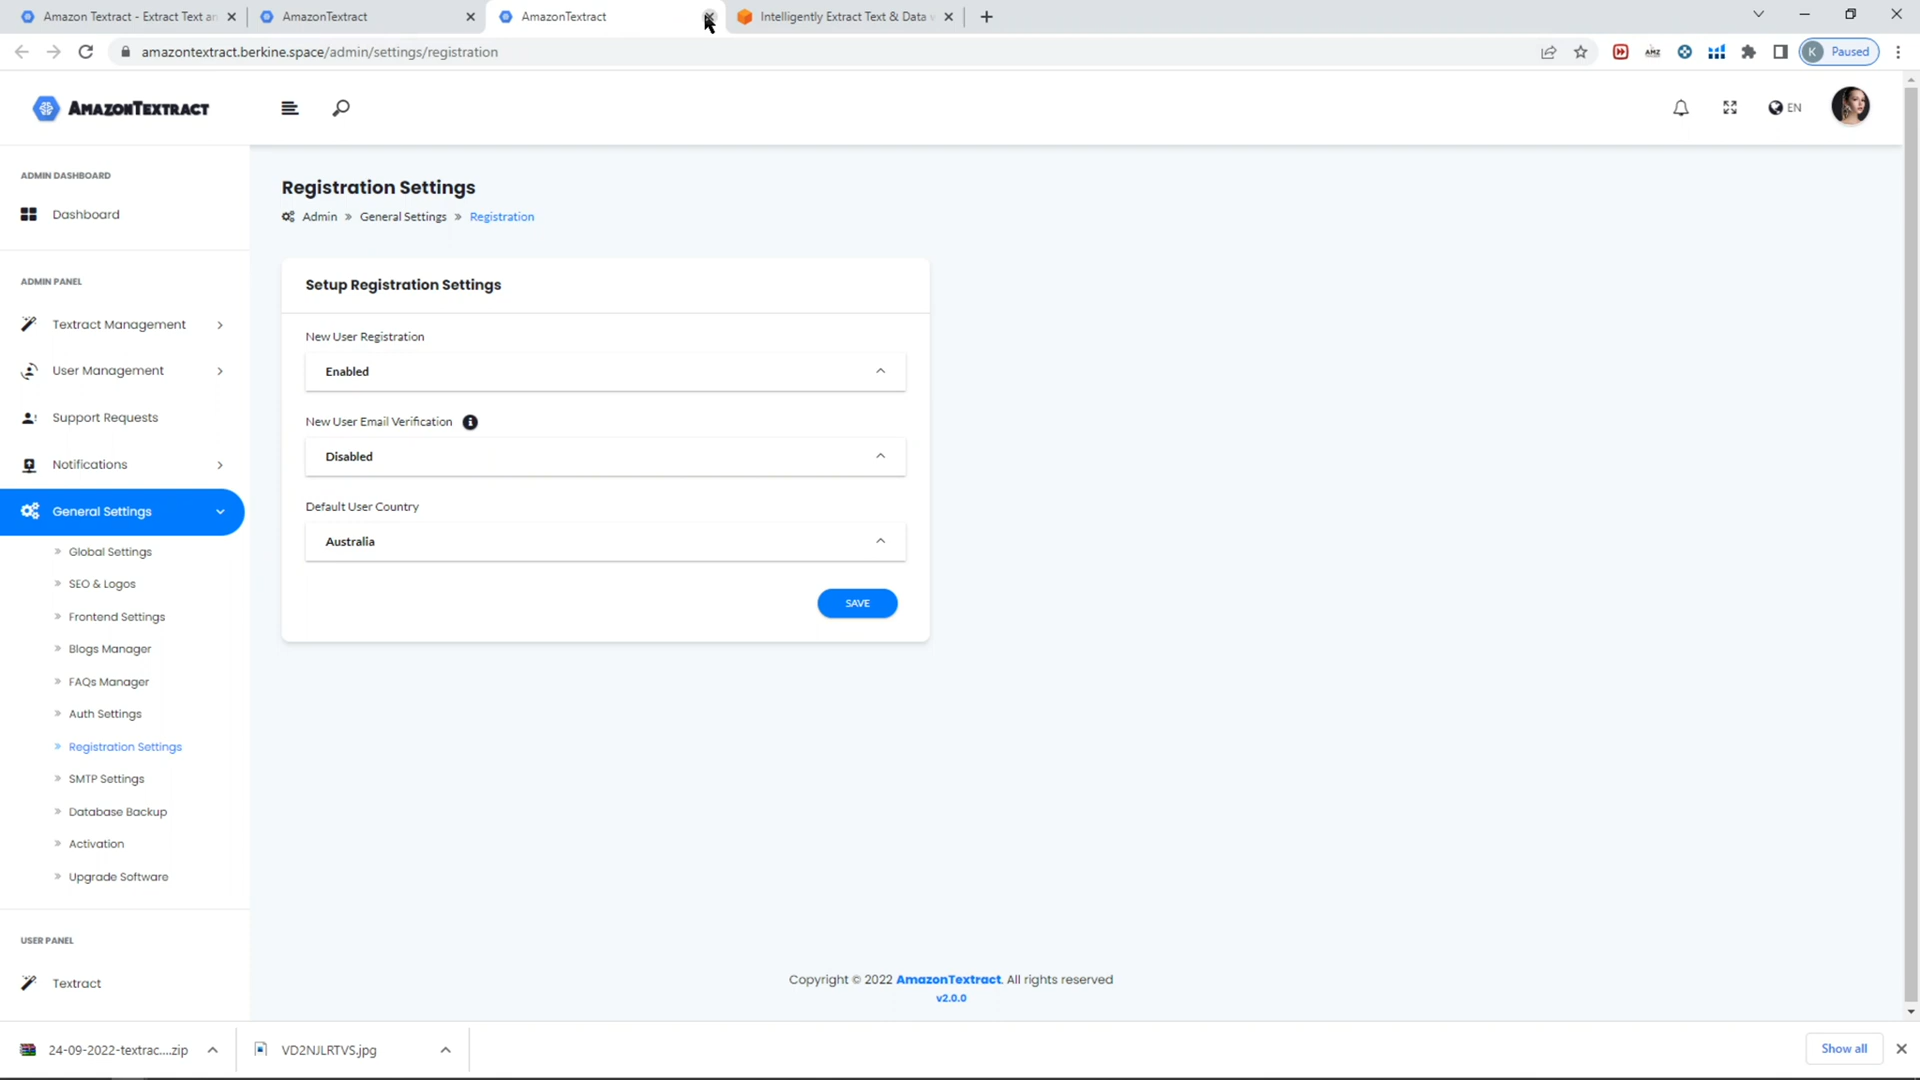 Amazon Textract - Extract Text an
AmazonTextract
AmazonTextract
Intelligently Extract Text & Data w
amazontextract.berkine.space/admin/settings/registration
AMZ
K
Paused
AMAZONTEXTRACT
EN
ADMIN DASHBOARD
Dashboard
ADMIN PANEL
Textract Management
User Management
Support Requests
Notifications
General Settings
Global Settings
SEO & Logos
Frontend Settings
Blogs Manager
FAQs Manager
Auth Settings
Registration Settings
SMTP Settings
Database Backup
Activation
Upgrade Software
USER PANEL
Textract
Registration Settings
Admin » General Settings » Registration
Setup Registration Settings
New User Registration
Enabled
New User Email Verification
Disabled
Default User Country
Australia
SAVE
Copyright © 2022 AmazonTextract. All rights reserved
v2.0.0
24-09-2022-textrac....zip
VD2NJLRTVS.jpg
Show all